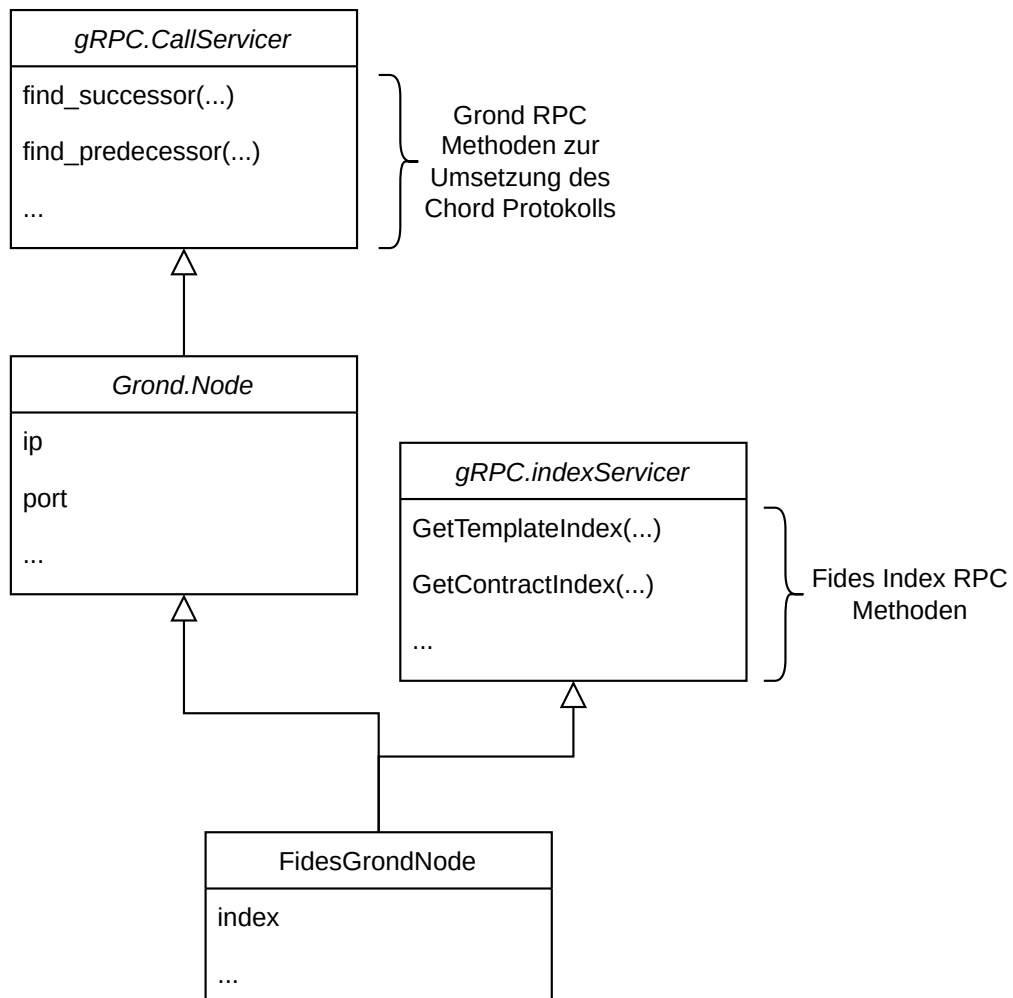 gRPC.CallServicer
find_successor(...)
find_predecessor(...)
...
Grond RPC
Methoden zur
Umsetzung des
Chord Protokolls
Grond.Node
ip
port
...
gRPC.indexServicer
GetTemplateIndex(...)
GetContractIndex(...)
...
Fides Index RPC
Methoden
FidesGrondNode
index
...